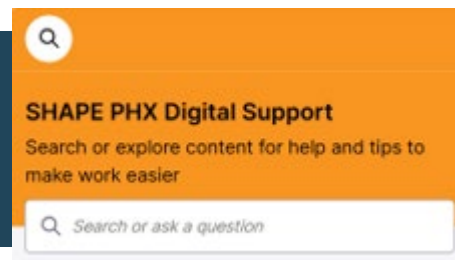 SHAPE PHX Digital Support
Search or explore content for help and tips to
make work easier
Search or ask a question